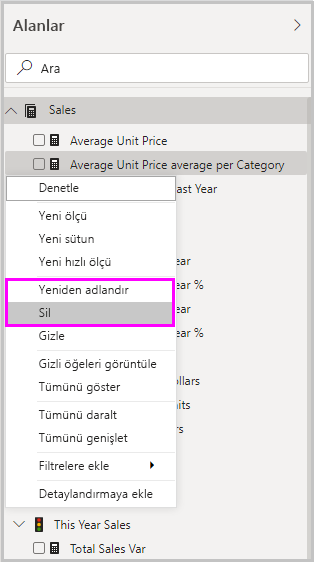 Alanlar
Ara
Sales
Average Unit Price
Average Unit Price average per Category
Denetle
ast Year
Yeni ölçü
Yeni sütun
Yeni hızlı ölçü
ear
Yeniden adlandır
ear %
Sil
ear
Gizle
ear %
Gizli öğeleri görüntüle
Tümünü göster
ollars
Tümünü daralt
its
Tümünü genişlet
rs
Filtrelere ekle
Detaylandırmaya ekle
This Year Sales
Total Sales Var